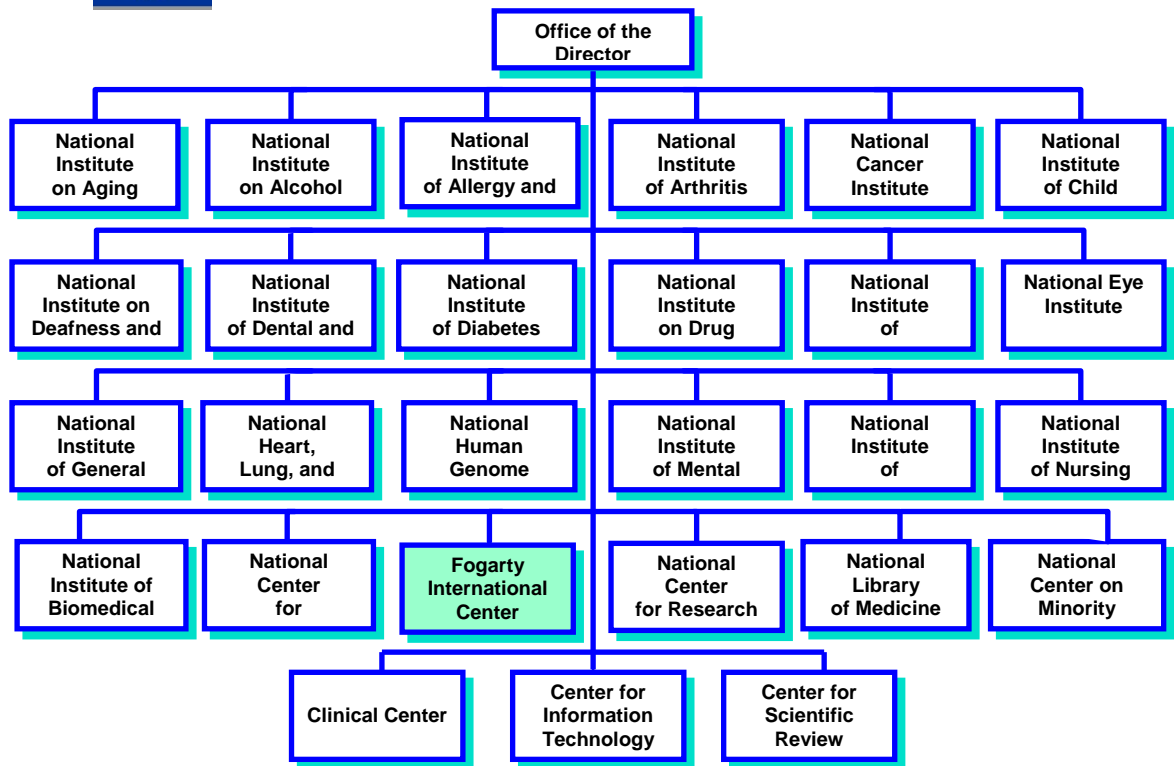 Office of the
Director
National
Institute
on Aging
National
Institute
on Alcohol
National
Institute
of Allergy and
National
Institute
of Arthritis
National
Cancer
Institute
National
Institute
of Child
National
Institute on
Deafness and
National
Institute
of Dental and
National
Institute
of Diabetes
National
Institute
on Drug
National
Institute
of
National Eye
Institute
National
Institute
of General
National
Heart,
Lung, and
National
Human
Genome
National
Institute
of Mental
National
Institute
of
National
Institute
of Nursing
National
Institute of
Biomedical
National
Center
for
Fogarty
International
Center
National
Center
for Research
National
Library
of Medicine
National
Center on
Minority
Clinical Center
Center for
Information
Technology
Center for
Scientific
Review